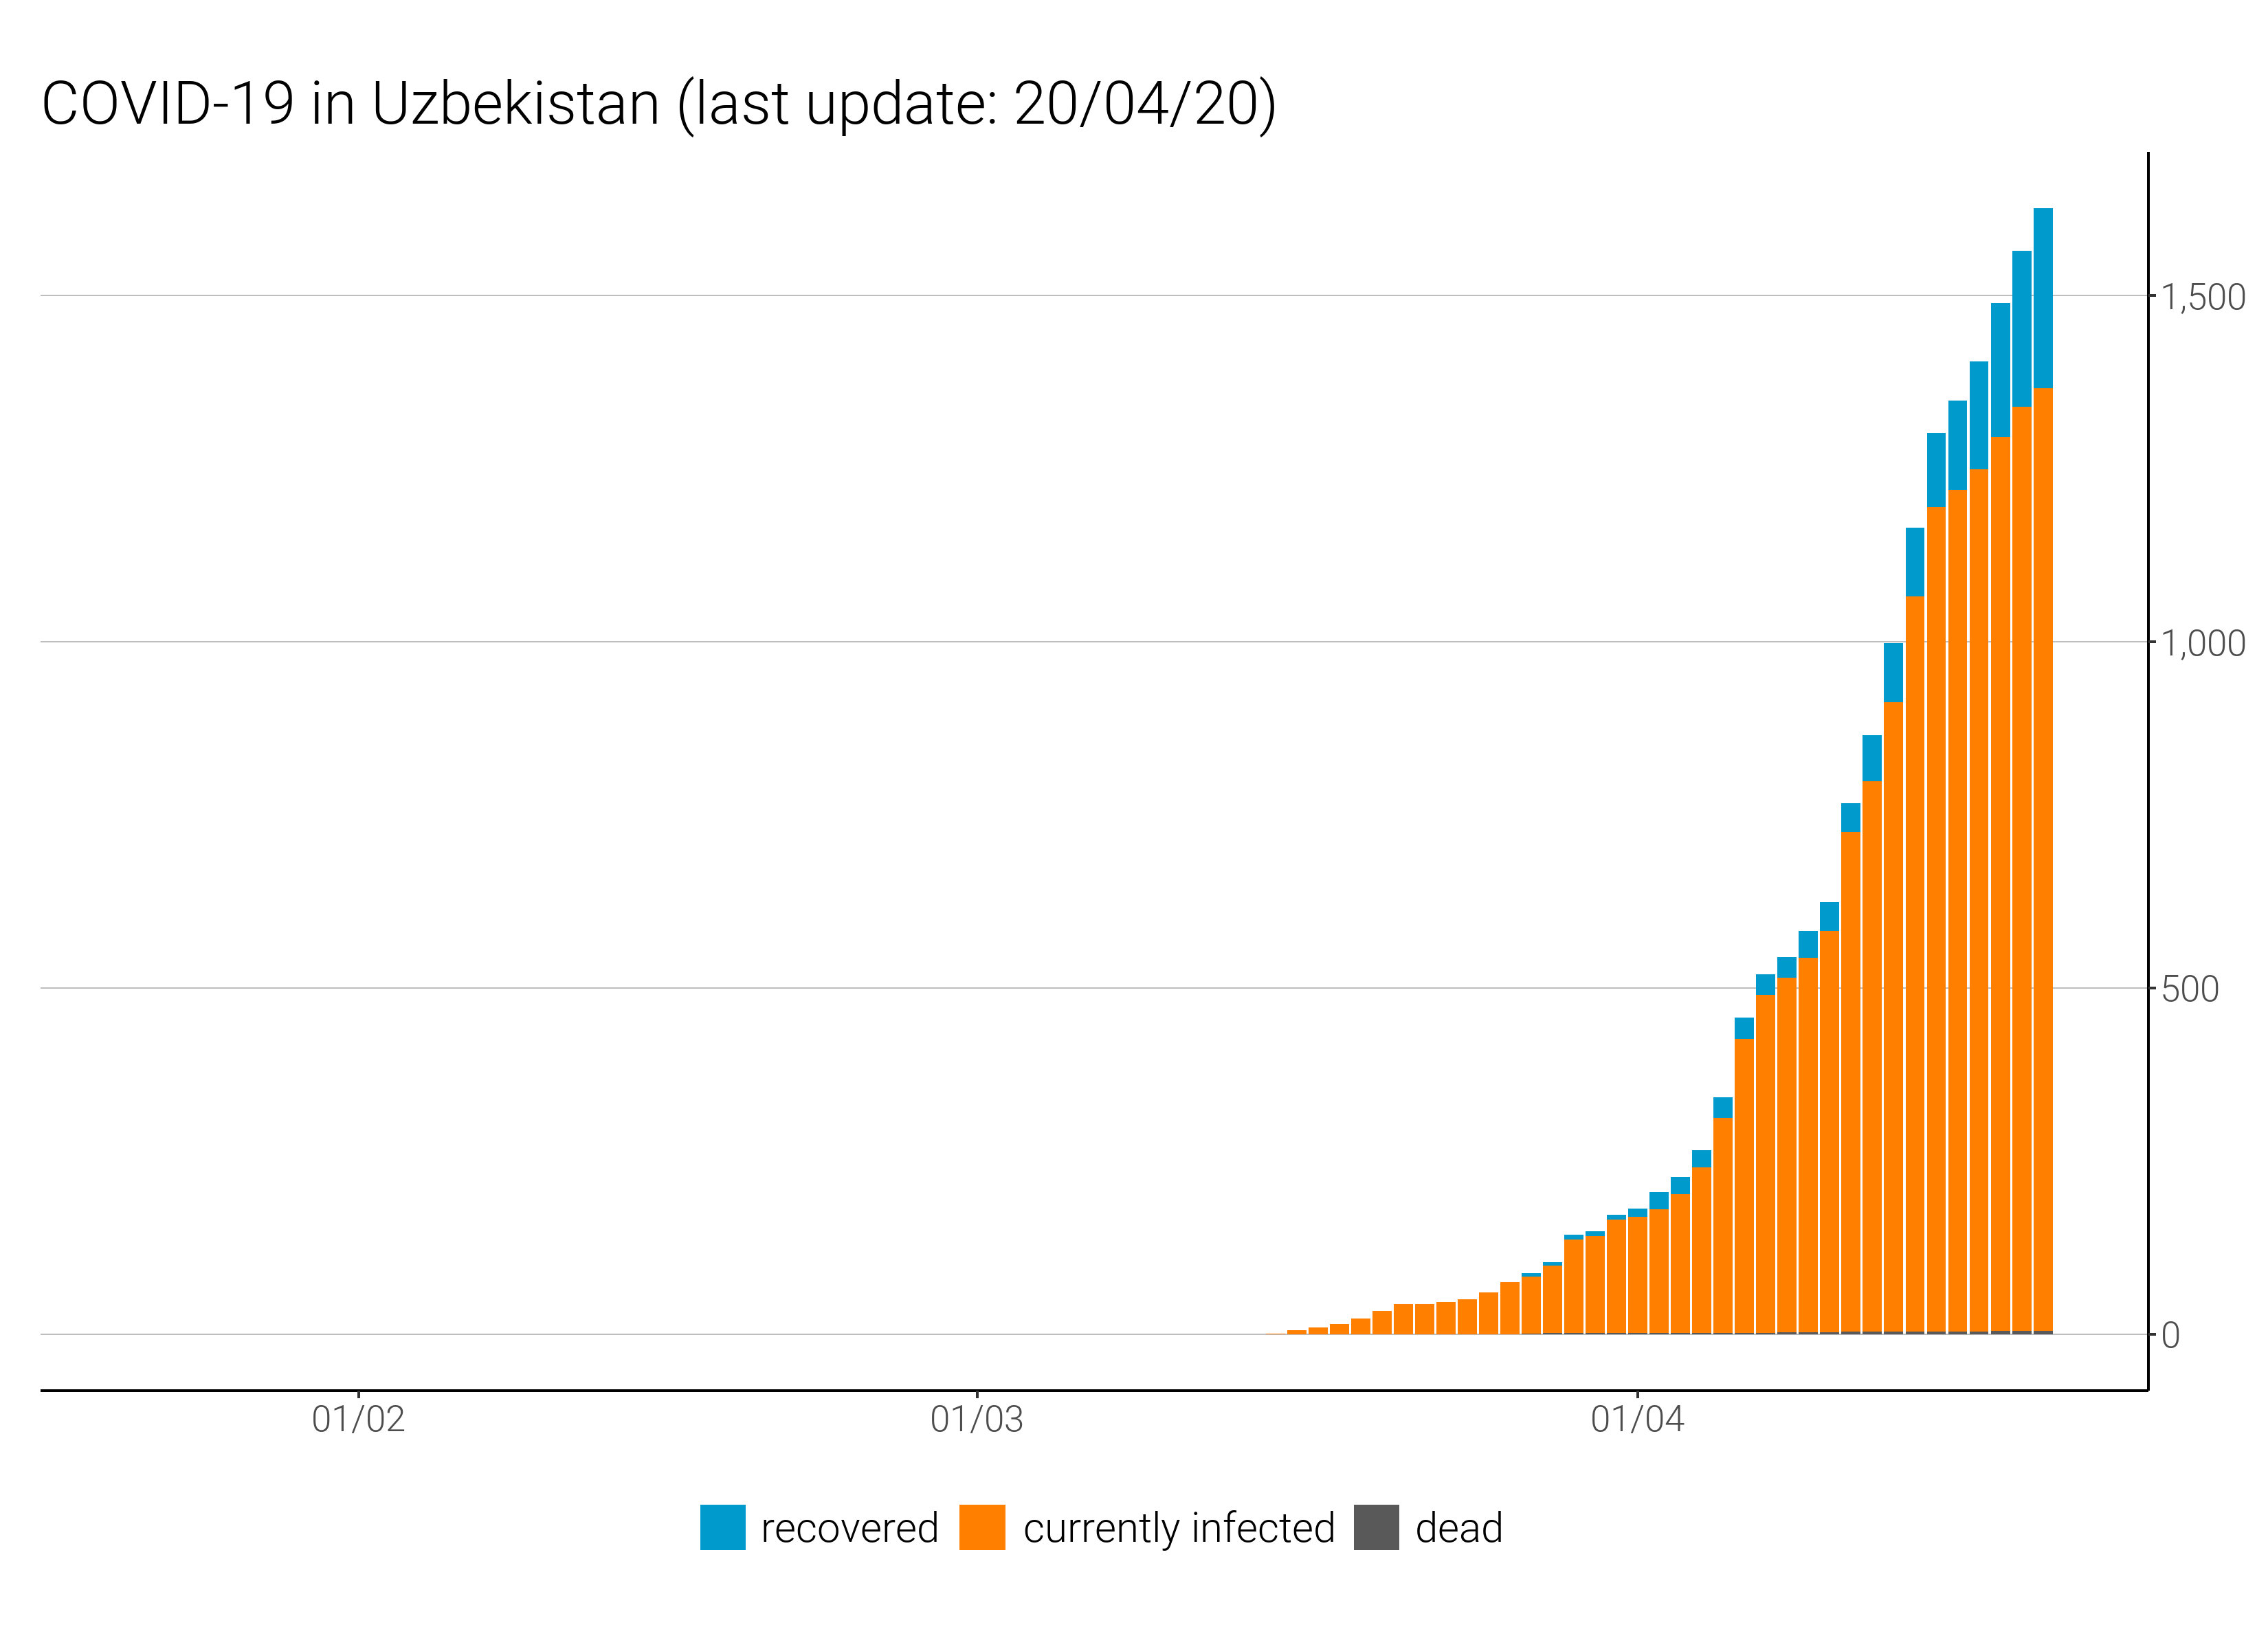 COVID-19 in Uzbekistan (last update: 20/04/20)
1,500
1,000
500
0
01/02 01/03 01/04
recovered currently infected dead